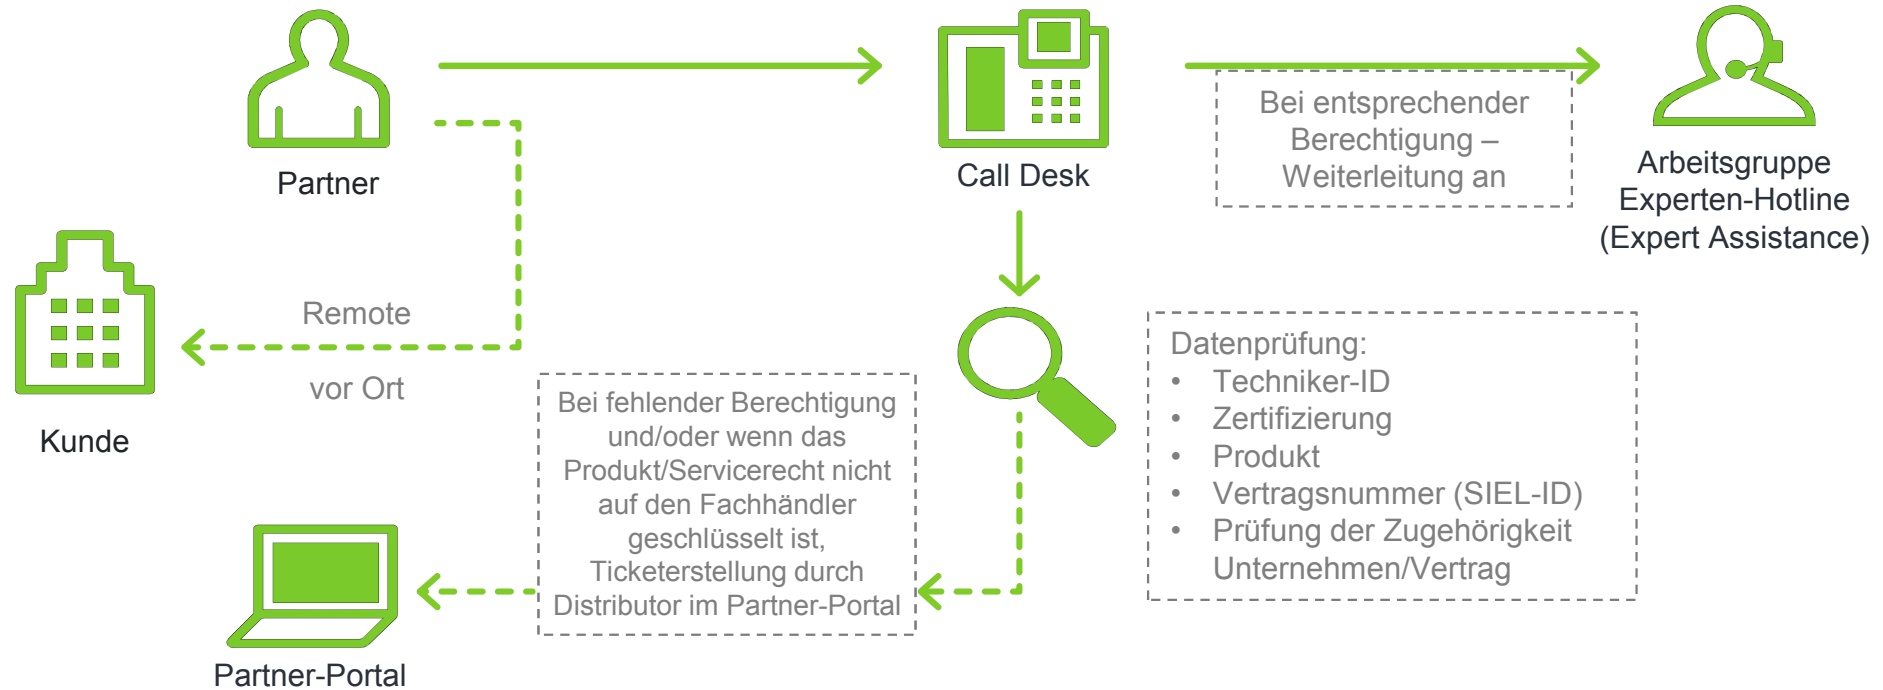 Partner
Call Desk
Bei entsprechender
Berechtigung –
Weiterleitung an
Arbeitsgruppe
Experten-Hotline
(Expert Assistance)
Remote
vor Ort
Kunde
Bei fehlender Berechtigung
und/oder wenn das
Produkt/Servicerecht nicht
auf den Fachhändler
geschlüsselt ist,
Ticketerstellung durch
Distributor im Partner-Portal
Datenprüfung:
• Techniker-ID
• Zertifizierung
• Produkt
• Vertragsnummer (SIEL-ID)
• Prüfung der Zugehörigkeit
Unternehmen/Vertrag
Partner-Portal